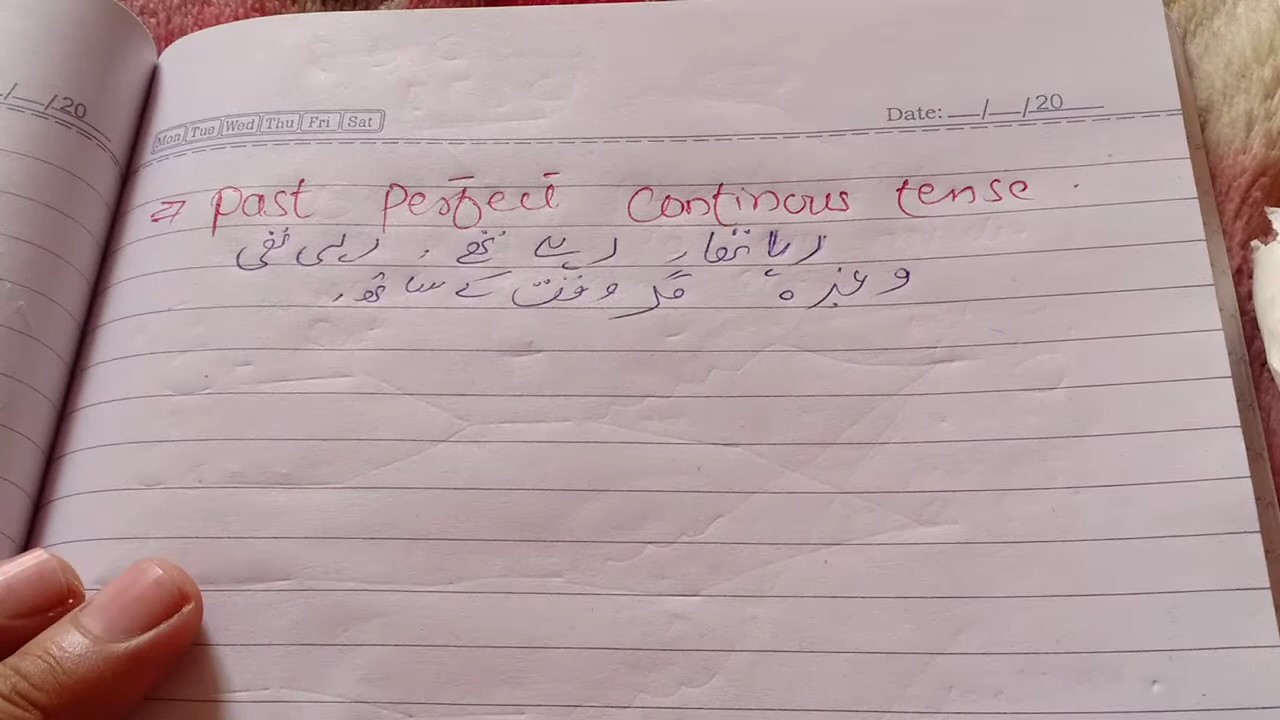 /__/20
Mon Tue Wed Thu Fri Sat
Date: __/__/20
⇒ Past Perfect Continous tense.
رہا تھا، رہے تھے، رہی تھی
وغیرہ مگر وقت کے ساتھ۔